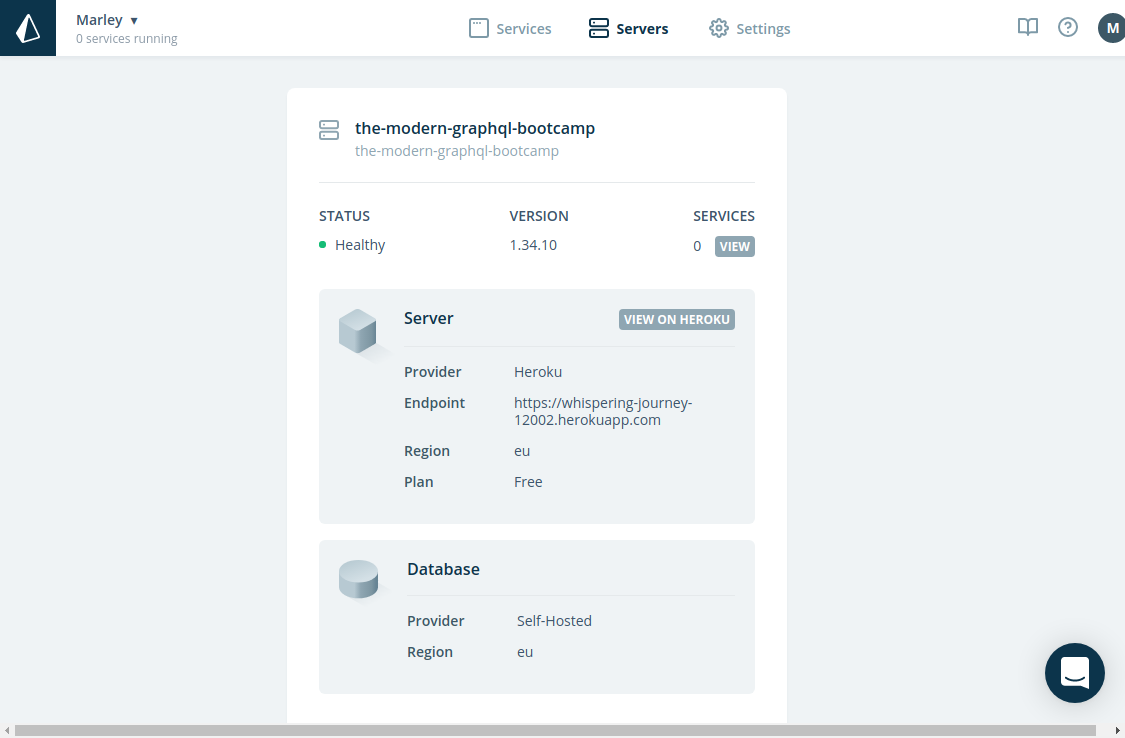 Marley ▼
0 services running
Services
Servers
Settings
M
the-modern-graphql-bootcamp
the-modern-graphql-bootcamp
STATUS VERSION SERVICES
Healthy 1.34.10 0 VIEW
Server VIEW ON HEROKU
Provider Heroku
Endpoint https://whispering-journey-
12002.herokuapp.com
Region eu
Plan Free
Database
Provider Self-Hosted
Region eu